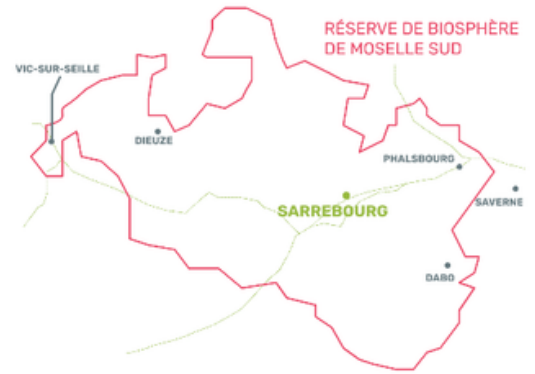 RÉSERVE DE BIOSPHÈRE
DE MOSELLE SUD
VIC-SUR-SEILLE
DIEUZE
PHALSBOURG
SARREBOURG
SAVERNE
DABO